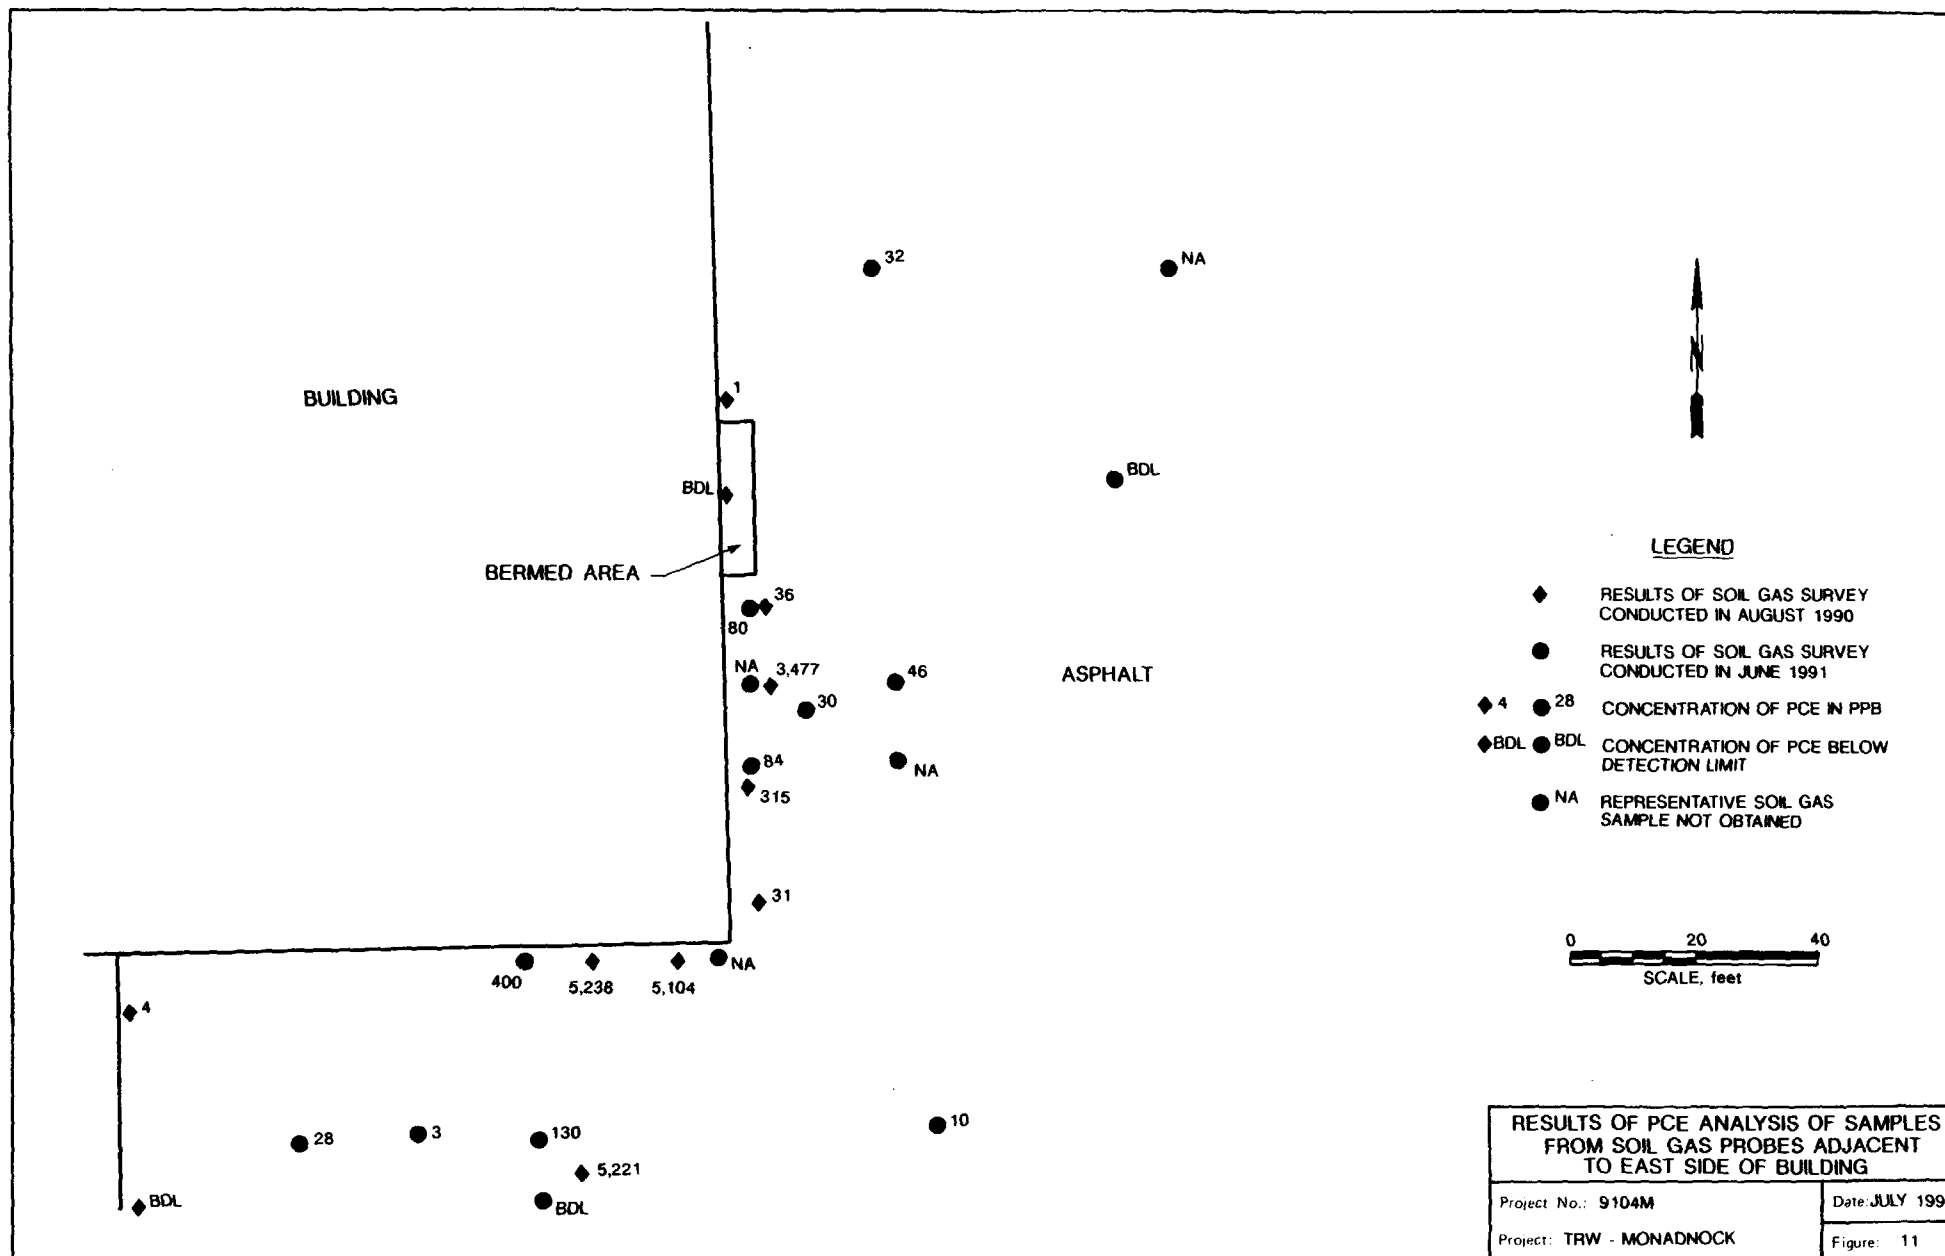 32
NA
1
BUILDING
BDL
BDL
BERMED AREA
36
80
NA
3,477
46
30
ASPHALT
84
NA
315
31
NA
400
5,238
5,104
4
28
3
130
10
5,221
BDL
BDL
N
LEGEND
RESULTS OF SOIL GAS SURVEY
CONDUCTED IN AUGUST 1990
RESULTS OF SOIL GAS SURVEY
CONDUCTED IN JUNE 1991
4 28 CONCENTRATION OF PCE IN PPB
BDL BDL CONCENTRATION OF PCE BELOW
DETECTION LIMIT
NA REPRESENTATIVE SOIL GAS
SAMPLE NOT OBTAINED
0 20 40
SCALE, feet
RESULTS OF PCE ANALYSIS OF SAMPLES
FROM SOIL GAS PROBES ADJACENT
TO EAST SIDE OF BUILDING
Project No.: 9104M
Date: JULY 199
Project: TRW - MONADNOCK
Figure: 11